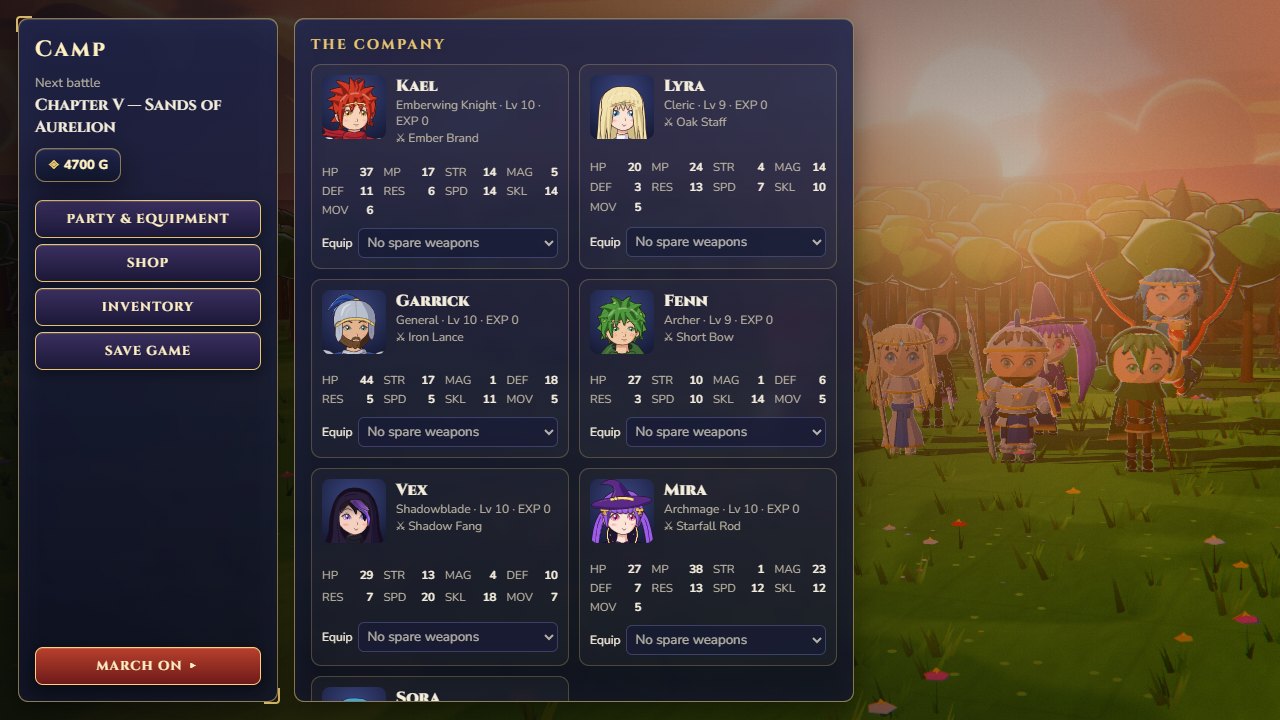 Camp
Next battle
Chapter V — Sands of
Aurelion
4700 G
PARTY & EQUIPMENT
SHOP
INVENTORY
SAVE GAME
MARCH ON ▸
THE COMPANY
Kael
Emberwing Knight · Lv 10 ·
EXP 0
⚔ Ember Brand
HP 37 MP 17 STR 14 MAG 5
DEF 11 RES 6 SPD 14 SKL 14
MOV 6
Equip No spare weapons
Lyra
Cleric · Lv 9 · EXP 0
⚔ Oak Staff
HP 20 MP 24 STR 4 MAG 14
DEF 3 RES 13 SPD 7 SKL 10
MOV 5
Equip No spare weapons
Garrick
General · Lv 10 · EXP 0
⚔ Iron Lance
HP 44 STR 17 MAG 1 DEF 18
RES 5 SPD 5 SKL 11 MOV 5
Equip No spare weapons
Fenn
Archer · Lv 9 · EXP 0
⚔ Short Bow
HP 27 STR 10 MAG 1 DEF 6
RES 3 SPD 10 SKL 14 MOV 5
Equip No spare weapons
Vex
Shadowblade · Lv 10 · EXP 0
⚔ Shadow Fang
HP 29 STR 13 MAG 4 DEF 10
RES 7 SPD 20 SKL 18 MOV 7
Equip No spare weapons
Mira
Archmage · Lv 10 · EXP 0
⚔ Starfall Rod
HP 27 MP 38 STR 1 MAG 23
DEF 7 RES 13 SPD 12 SKL 12
MOV 5
Equip No spare weapons
Sora